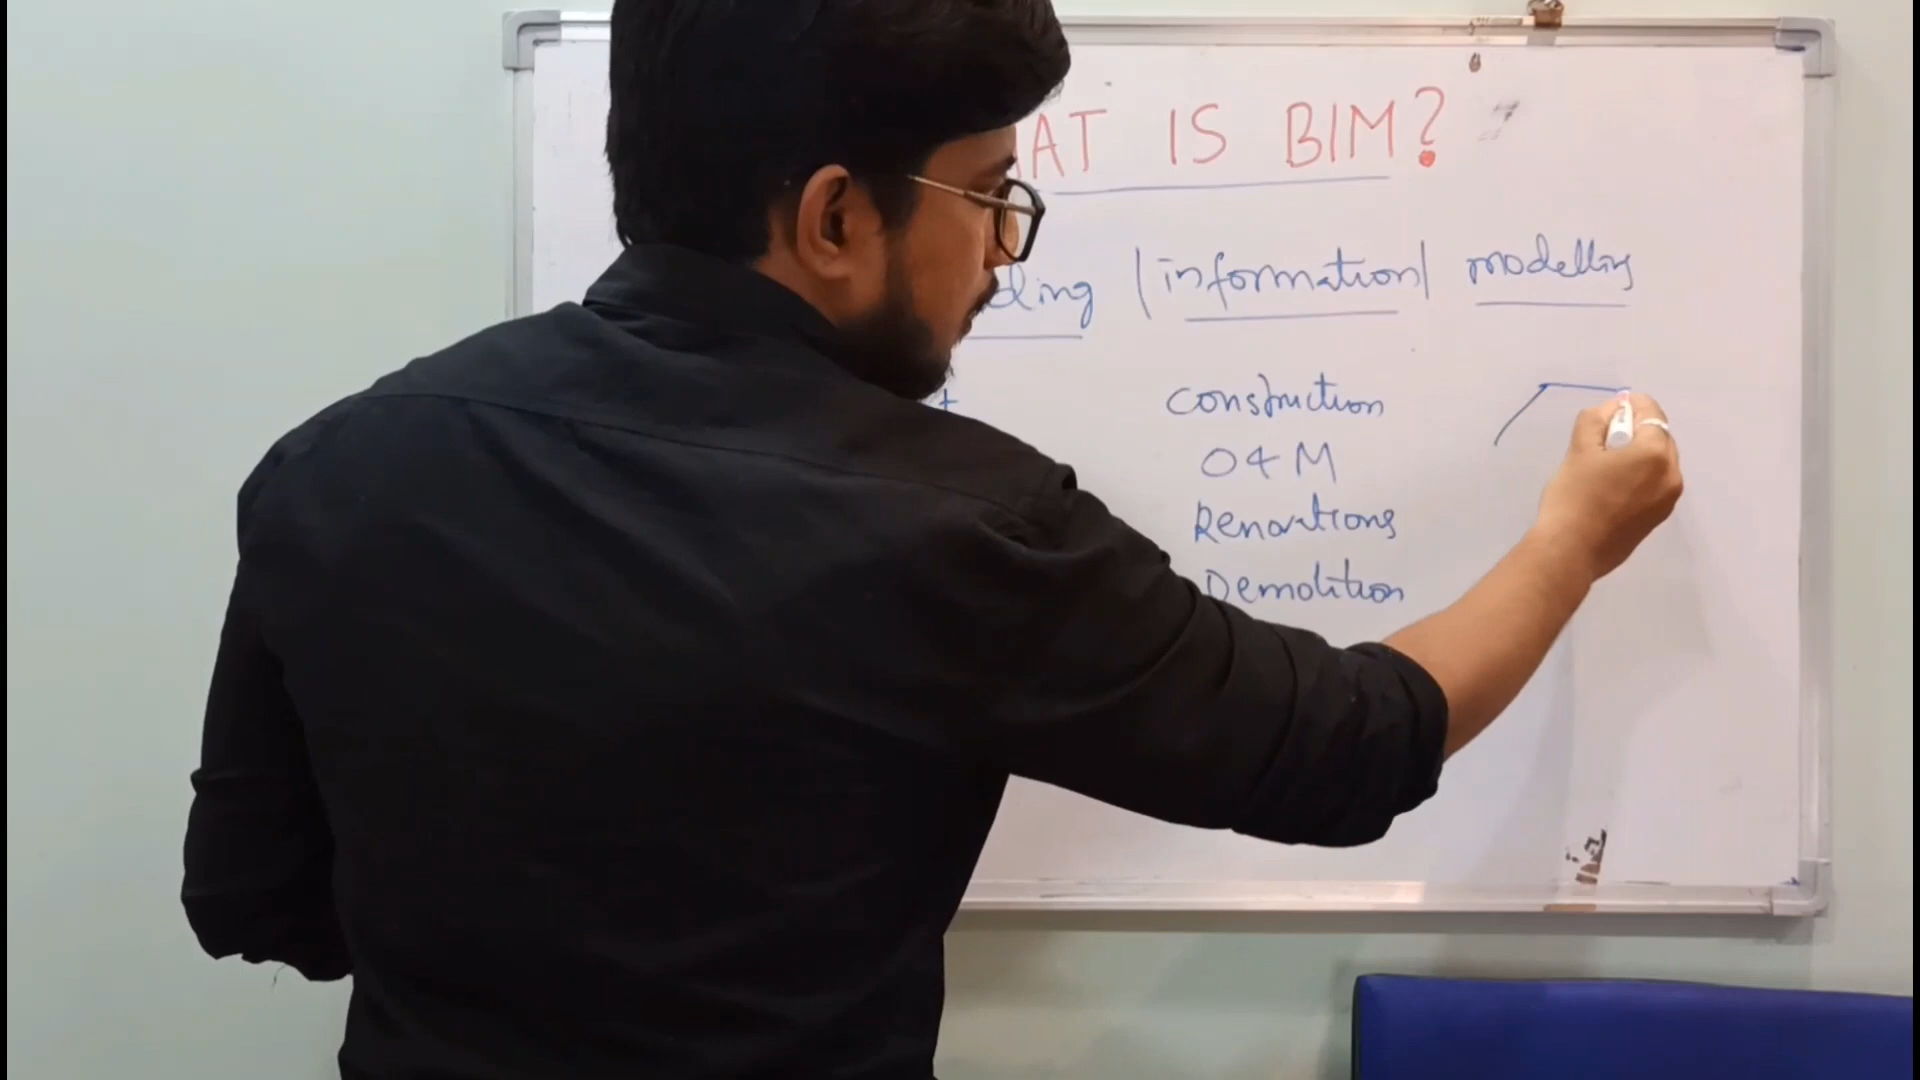 AT IS BIM?
ding | information | modelling
t construction
O & M
Renovations
Demolition